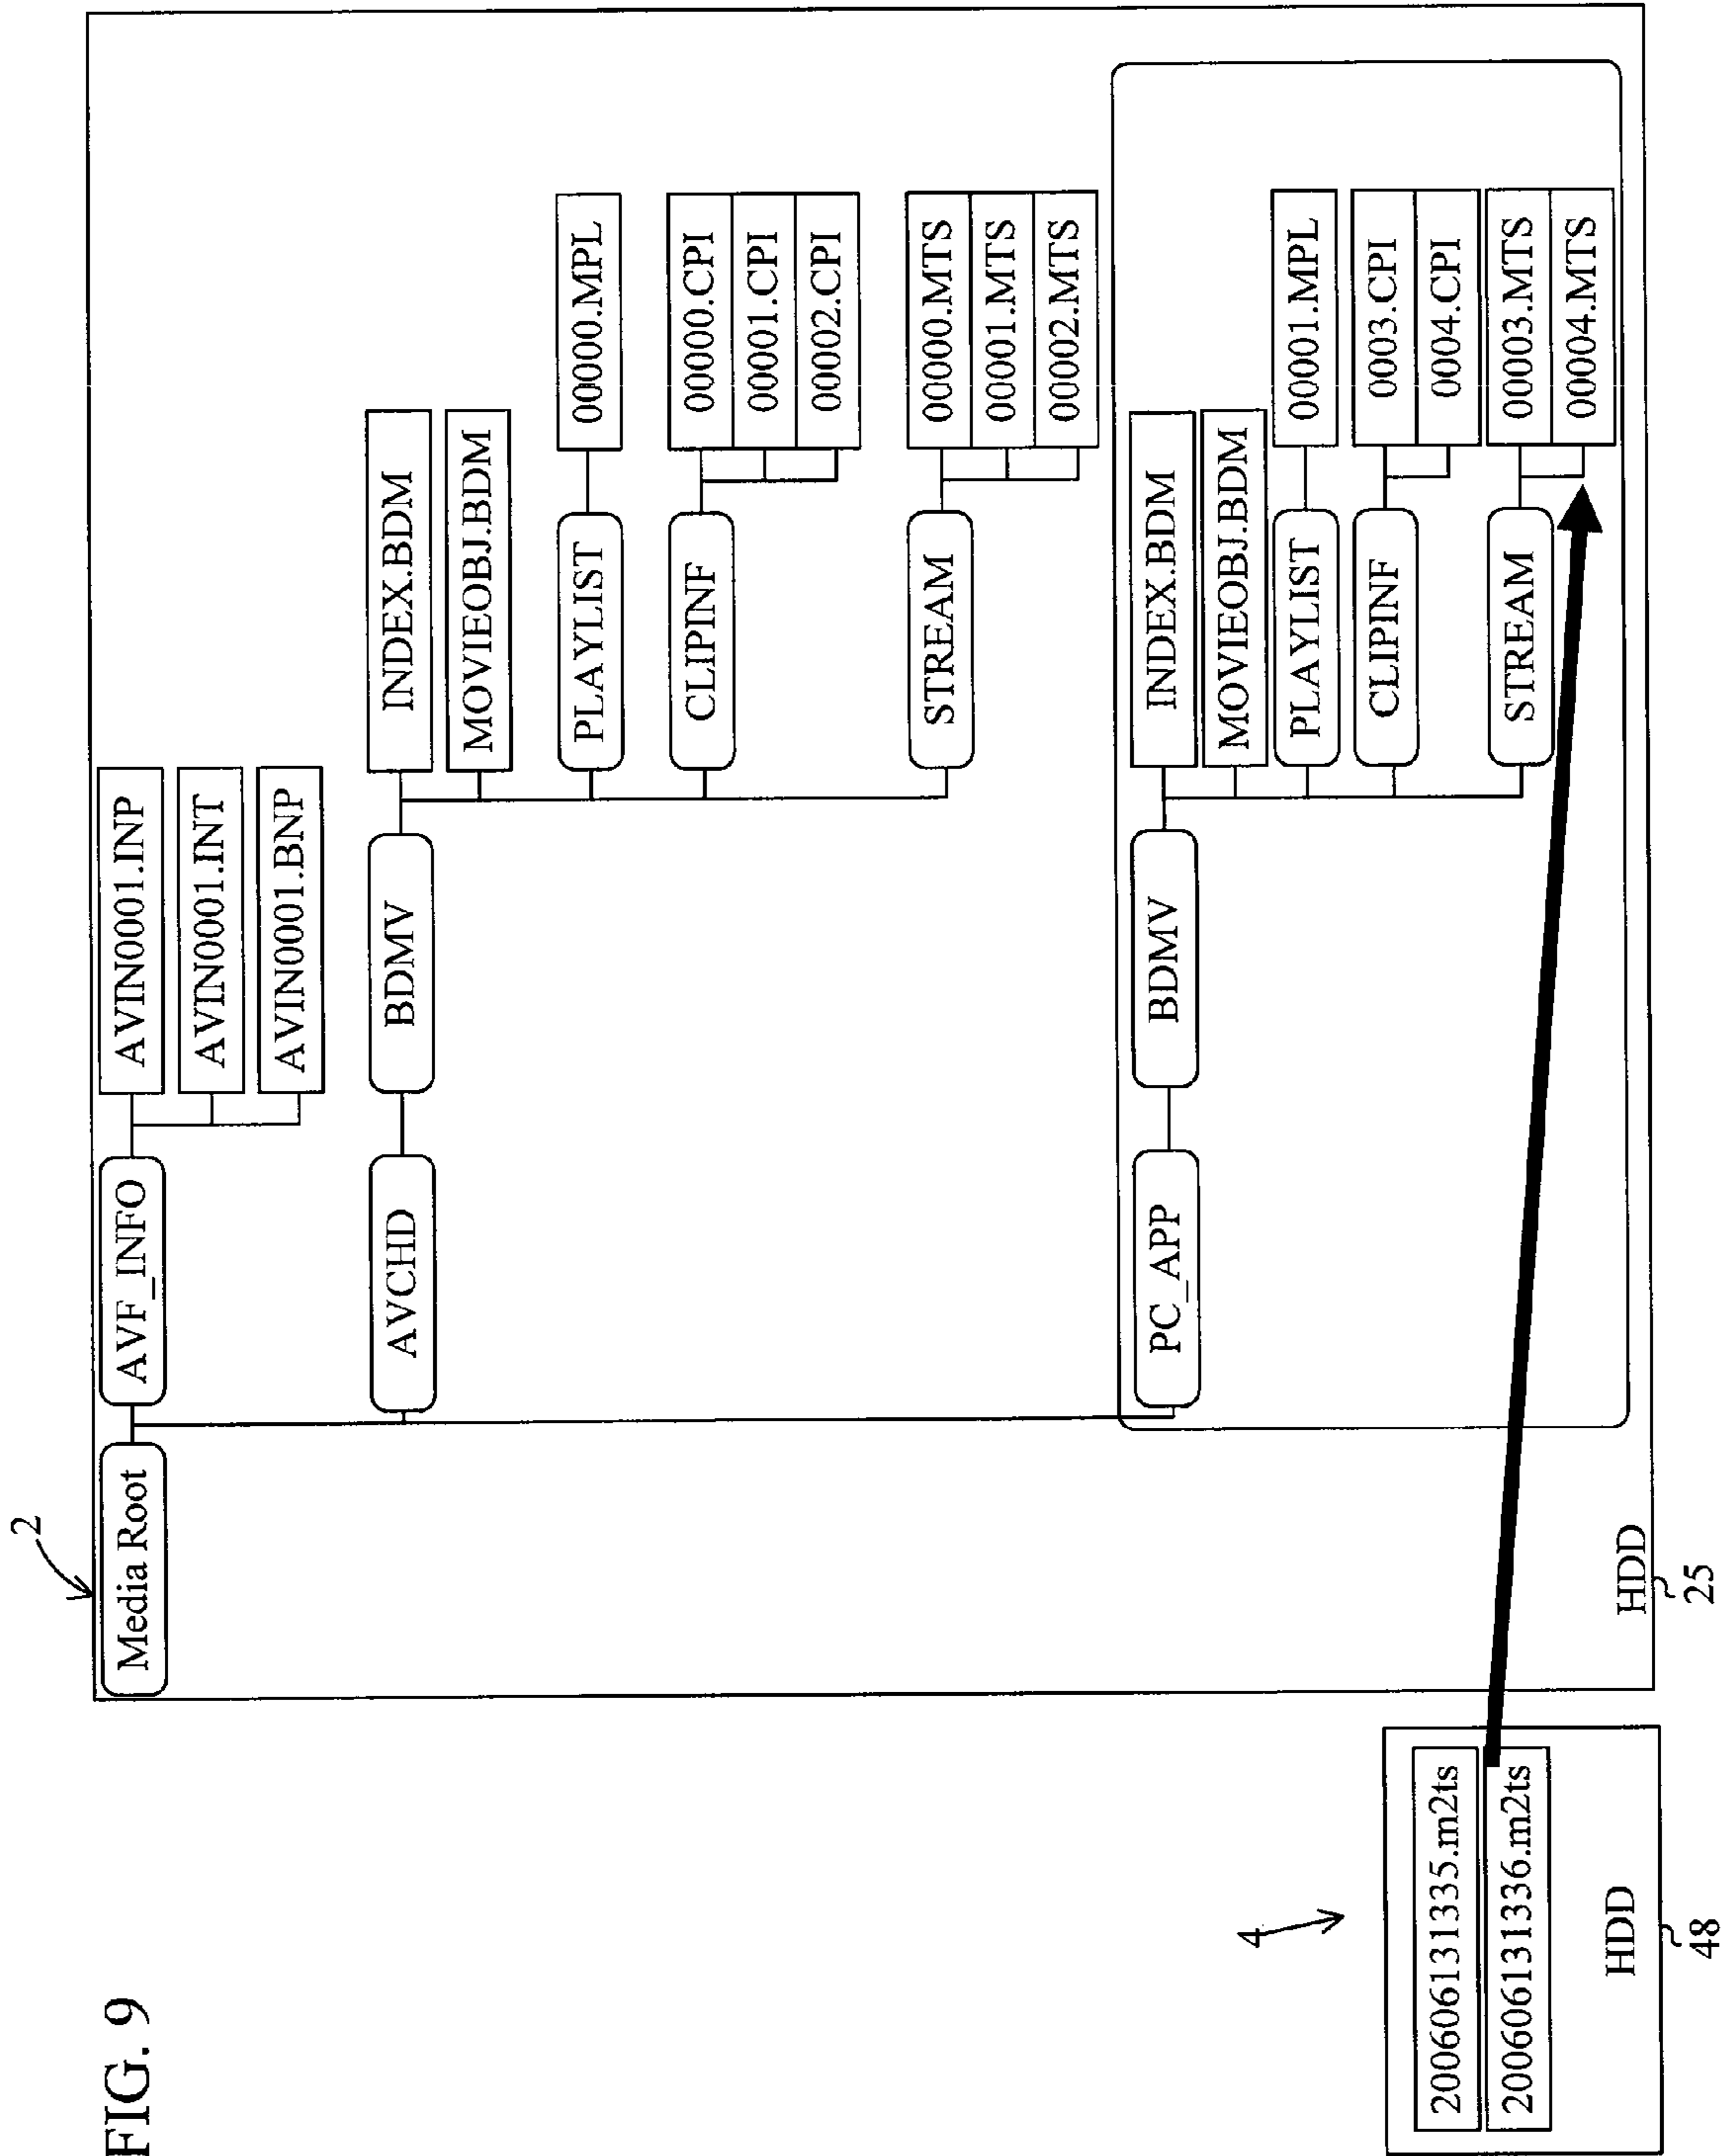 FIG. 9
2
Media Root
AVF_INFO
AVIN0001.INP
AVIN0001.INT
AVIN0001.BNP
AVCHD
BDMV
INDEX.BDM
MOVIEOBJ.BDM
PLAYLIST
00000.MPL
CLIPINF
00000.CPI
00001.CPI
00002.CPI
STREAM
00000.MTS
00001.MTS
00002.MTS
PC_APP
BDMV
INDEX.BDM
MOVIEOBJ.BDM
PLAYLIST
00001.MPL
CLIPINF
0003.CPI
0004.CPI
STREAM
00003.MTS
00004.MTS
HDD
25
4
200606131335.m2ts
200606131336.m2ts
HDD
48